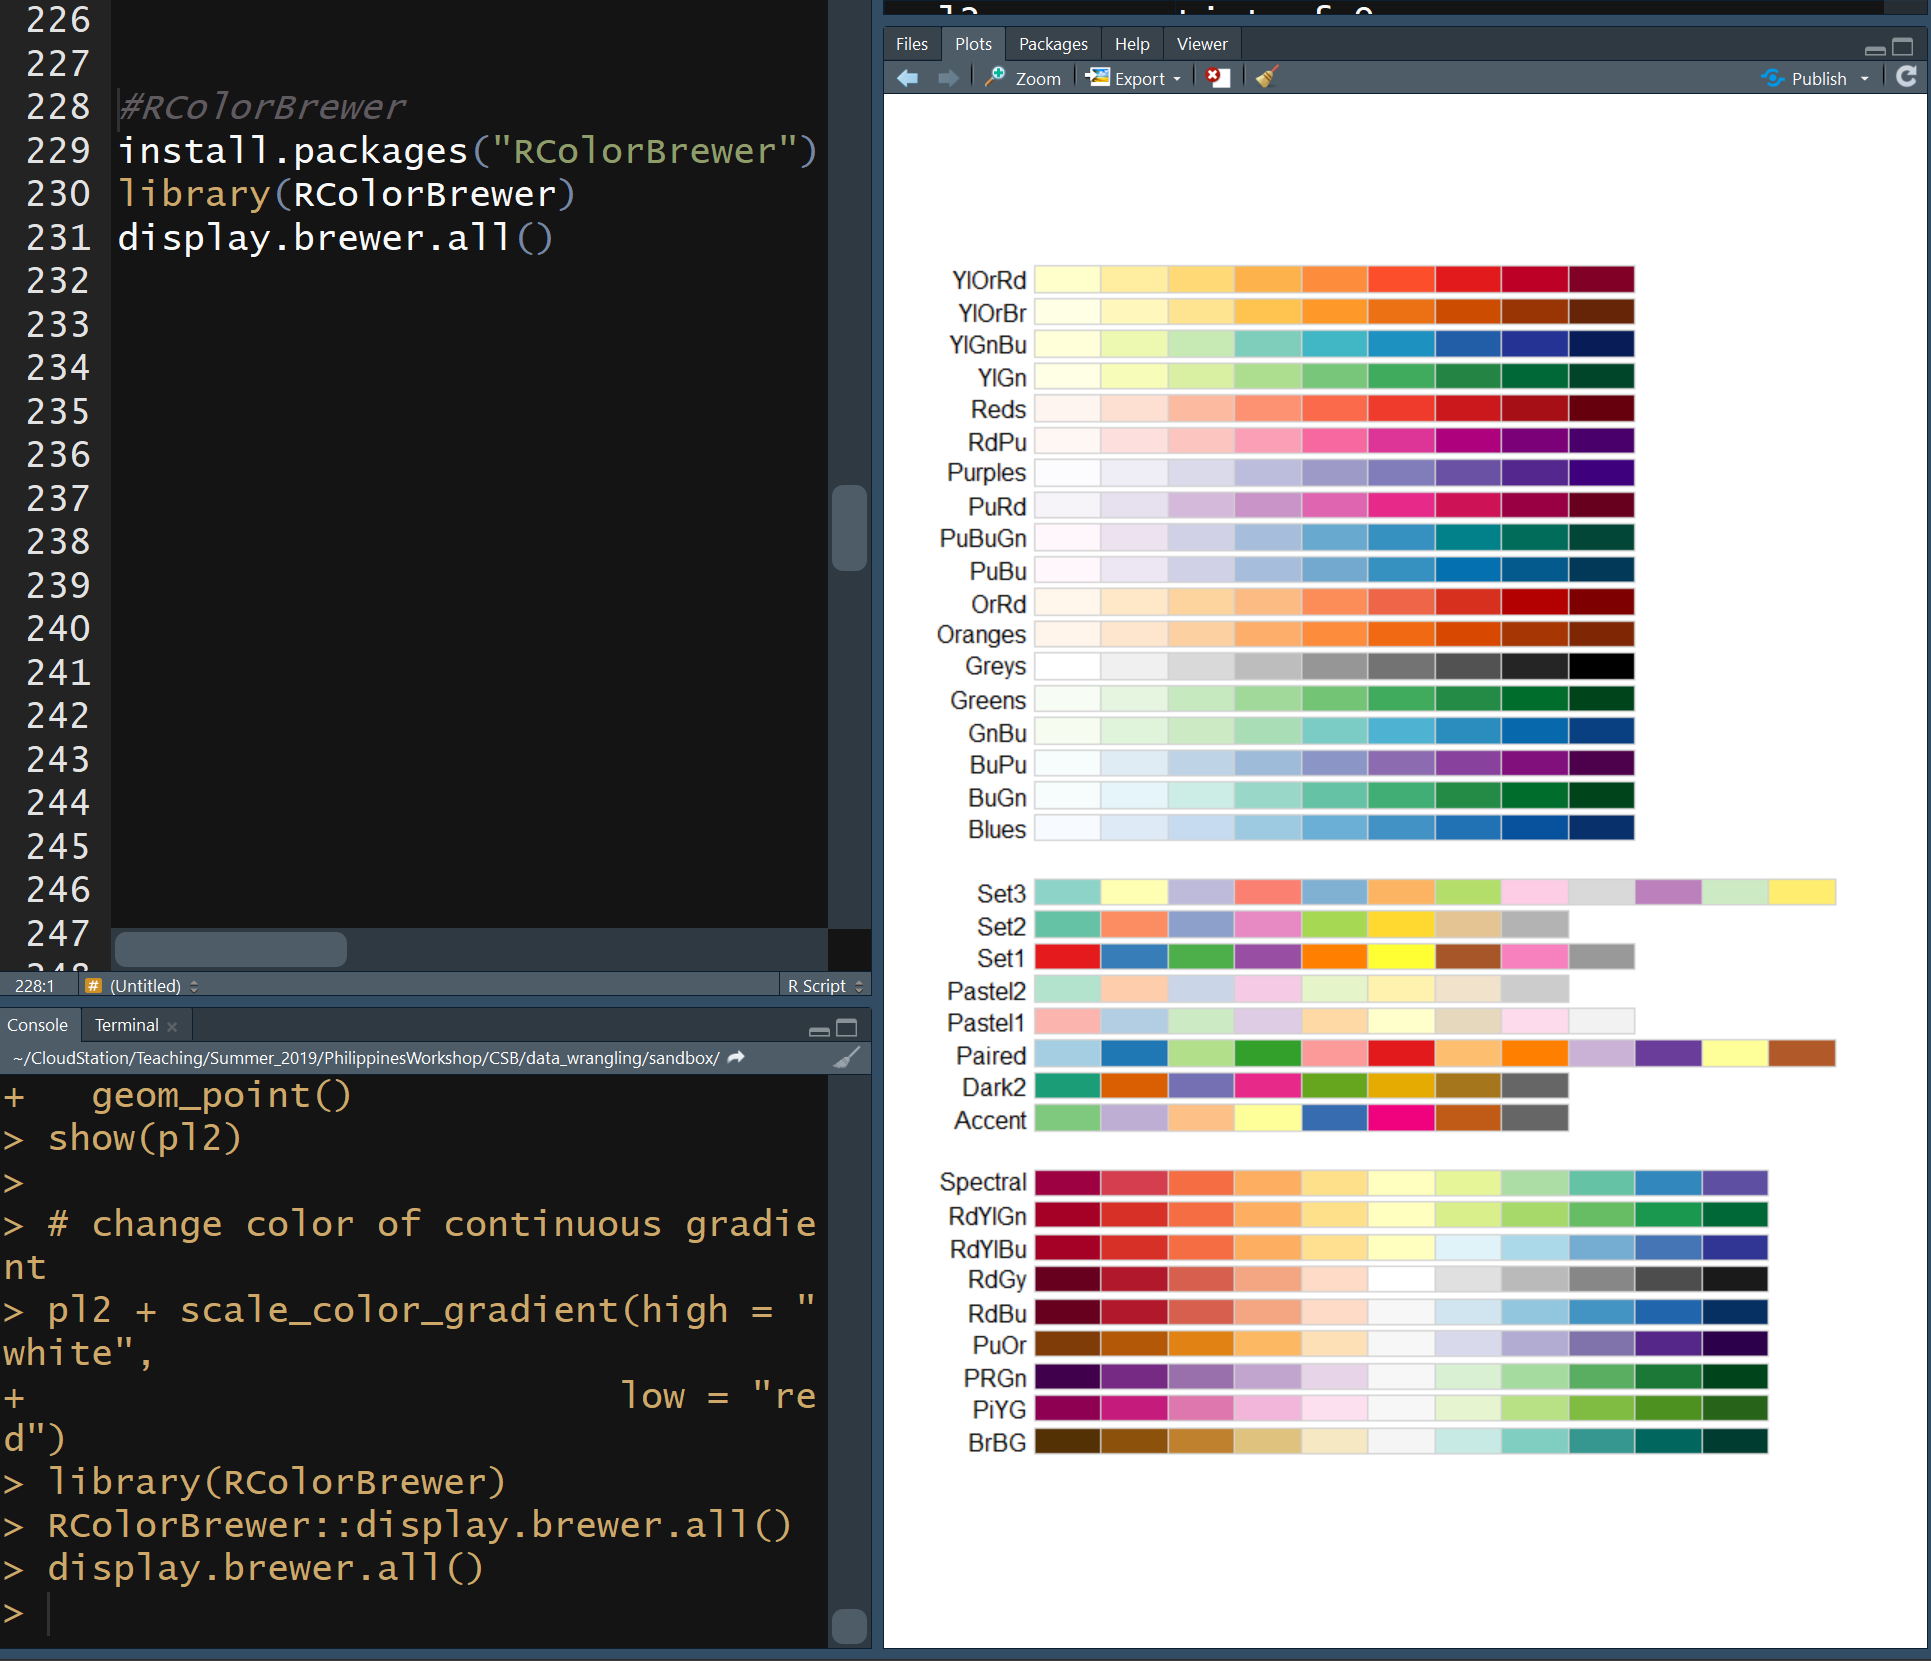 226
227
228 #RColorBrewer
229 install.packages("RColorBrewer")
230 library(RColorBrewer)
231 display.brewer.all()
232
233
234
235
236
237
238
239
240
241
242
243
244
245
246
247
228:1 # (Untitled) R Script
Console Terminal
~/CloudStation/Teaching/Summer_2019/PhilippinesWorkshop/CSB/data_wrangling/sandbox/
+   geom_point()
> show(pl2)
>
> # change color of continuous gradie
nt
> pl2 + scale_color_gradient(high = "
white",
+                            low = "re
d")
> library(RColorBrewer)
> RColorBrewer::display.brewer.all()
> display.brewer.all()
>
Files Plots Packages Help Viewer
Zoom Export Publish
YlOrRd
YlOrBr
YlGnBu
YlGn
Reds
RdPu
Purples
PuRd
PuBuGn
PuBu
OrRd
Oranges
Greys
Greens
GnBu
BuPu
BuGn
Blues
Set3
Set2
Set1
Pastel2
Pastel1
Paired
Dark2
Accent
Spectral
RdYlGn
RdYlBu
RdGy
RdBu
PuOr
PRGn
PiYG
BrBG